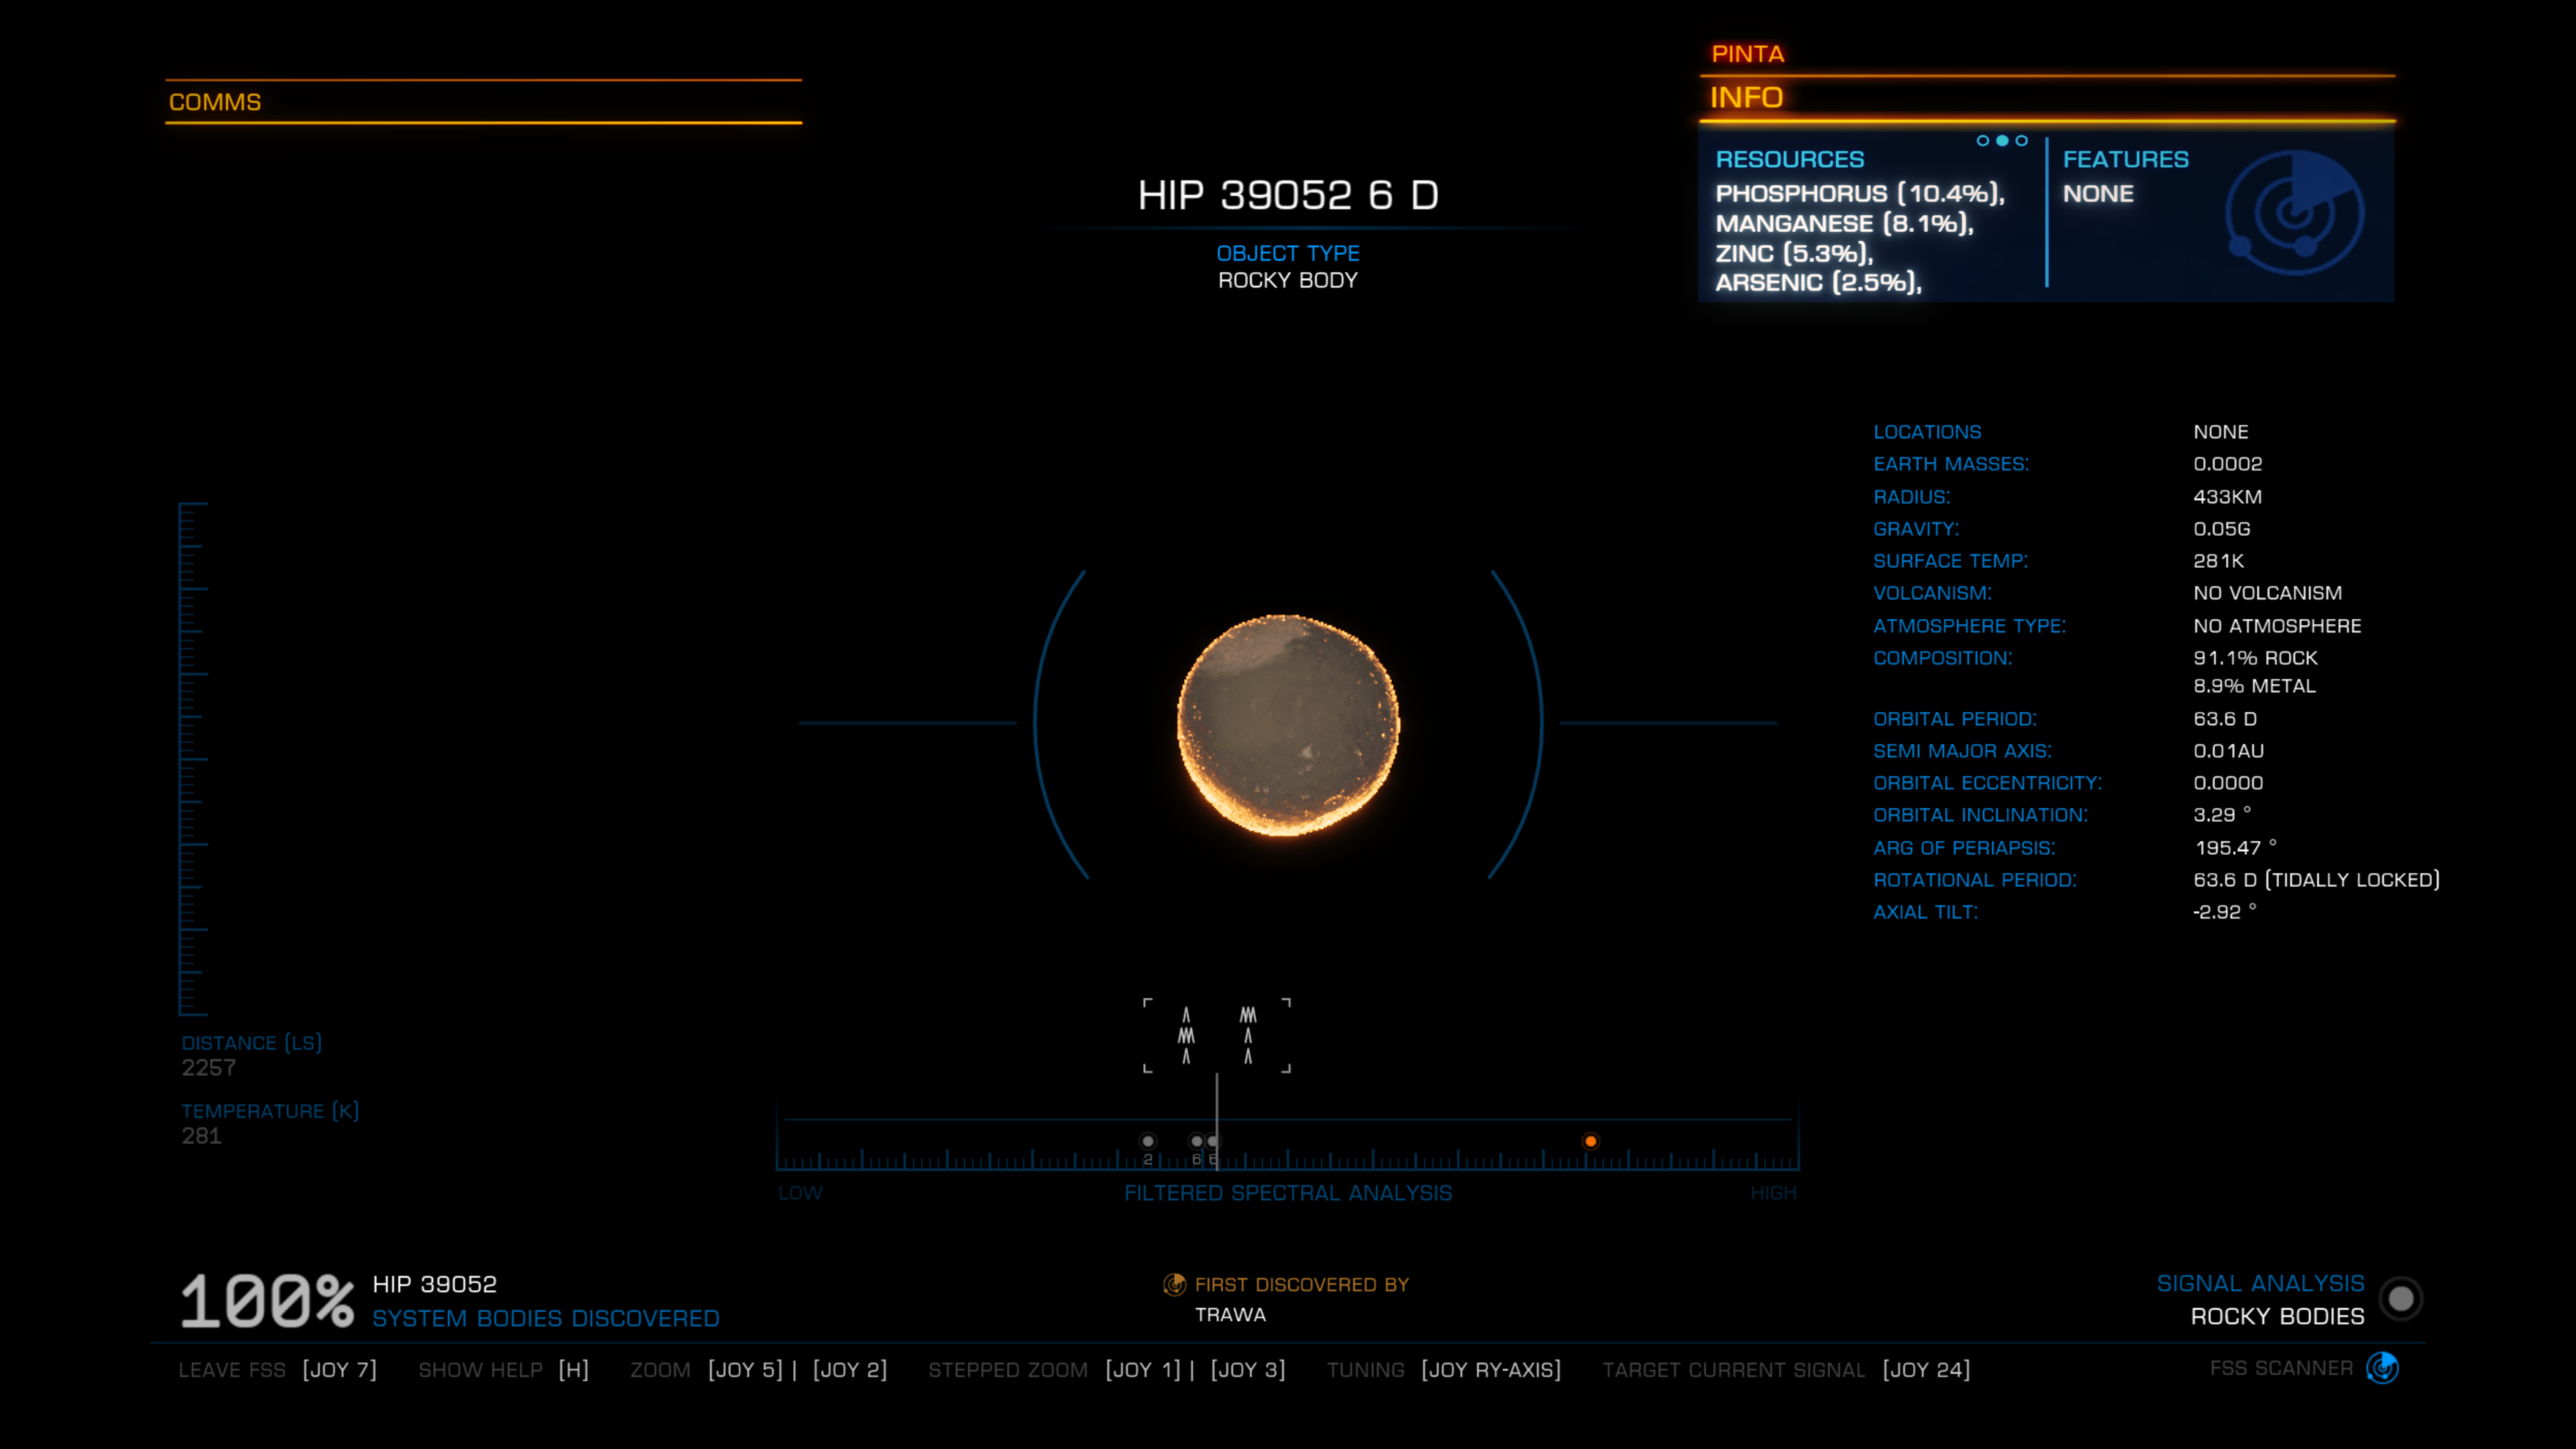 PINTA
COMMS
INFO
RESOURCES
PHOSPHORUS (10.4%),
MANGANESE (8.1%),
ZINC (5.3%),
ARSENIC (2.5%),
FEATURES
NONE
HIP 39052 6 D
OBJECT TYPE
ROCKY BODY
LOCATIONS NONE
EARTH MASSES: 0.0002
RADIUS: 433KM
GRAVITY: 0.05G
SURFACE TEMP: 281K
VOLCANISM: NO VOLCANISM
ATMOSPHERE TYPE: NO ATMOSPHERE
COMPOSITION: 91.1% ROCK
8.9% METAL
ORBITAL PERIOD: 63.6 D
SEMI MAJOR AXIS: 0.01AU
ORBITAL ECCENTRICITY: 0.0000
ORBITAL INCLINATION: 3.29 °
ARG OF PERIAPSIS: 195.47 °
ROTATIONAL PERIOD: 63.6 D (TIDALLY LOCKED)
AXIAL TILT: -2.92 °
DISTANCE (LS)
2257
TEMPERATURE (K)
281
2 6 6
LOW FILTERED SPECTRAL ANALYSIS HIGH
100% HIP 39052
SYSTEM BODIES DISCOVERED
FIRST DISCOVERED BY
TRAWA
SIGNAL ANALYSIS
ROCKY BODIES
LEAVE FSS [JOY 7] SHOW HELP [H] ZOOM [JOY 5] | [JOY 2] STEPPED ZOOM [JOY 1] | [JOY 3] TUNING [JOY RY-AXIS] TARGET CURRENT SIGNAL [JOY 24] FSS SCANNER